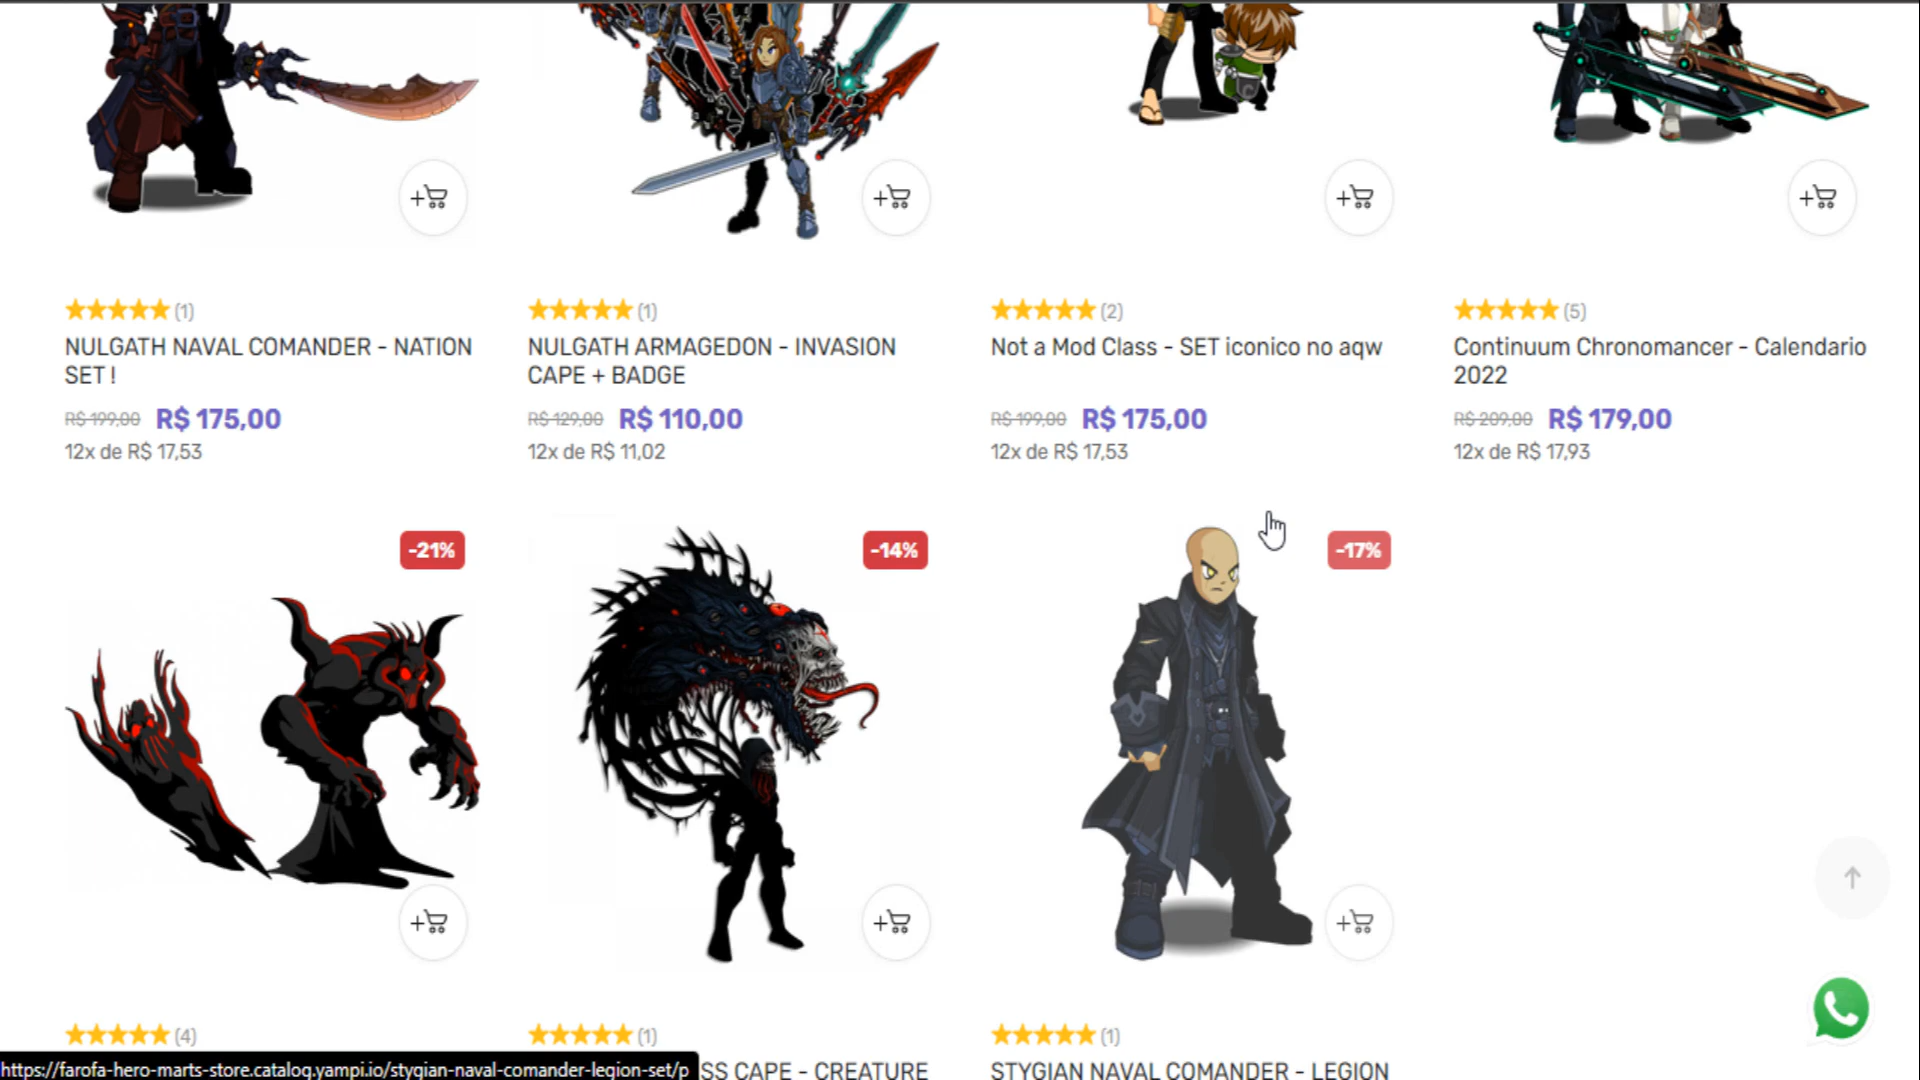 (1)
NULGATH NAVAL COMANDER - NATION
SET !
R$ 199,00 R$ 175,00
12x de R$ 17,53
(1)
NULGATH ARMAGEDON - INVASION
CAPE + BADGE
R$ 129,00 R$ 110,00
12x de R$ 11,02
(2)
Not a Mod Class - SET iconico no aqw
R$ 199,00 R$ 175,00
12x de R$ 17,53
(5)
Continuum Chronomancer - Calendario
2022
R$ 209,00 R$ 179,00
12x de R$ 17,93
-21%
-14%
-17%
(4)
(1)
SS CAPE - CREATURE
(1)
STYGIAN NAVAL COMANDER - LEGION
https://farofa-hero-marts-store.catalog.yampi.io/stygian-naval-comander-legion-set/p